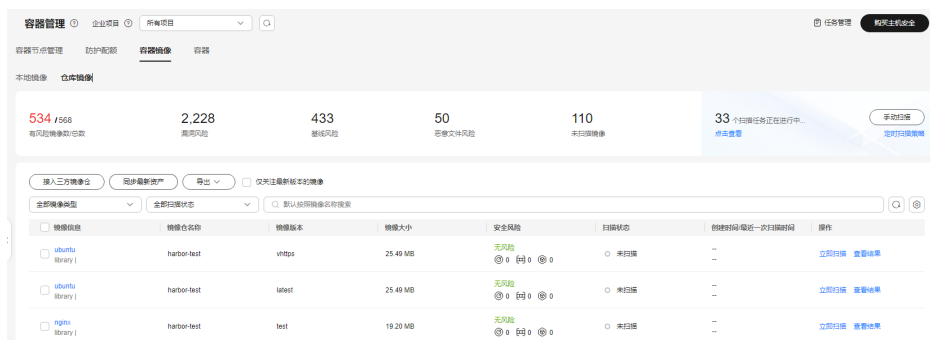 容器管理 企业项目 所有项目 任务管理 购买主机安全
容器节点管理 防护配额 容器镜像 容器
本地镜像 仓库镜像
534 /568 2,228 433 50 110 33 个扫描任务正在进行中... 手动扫描
有风险镜像数/总数 漏洞风险 基线风险 恶意文件风险 未扫描镜像 点击查看 定时扫描策略
接入三方镜像仓 同步最新资产 导出 仅关注最新版本的镜像
全部镜像类型 全部扫描状态 默认按照镜像名称搜索
镜像信息 镜像仓名称 镜像版本 镜像大小 安全风险 扫描状态 创建时间/最近一次扫描时间 操作
ubuntu harbor-test vhttps 25.49 MB 无风险 未扫描 -- 立即扫描 查看结果
library | 0 0 0 --
ubuntu harbor-test latest 25.49 MB 无风险 未扫描 -- 立即扫描 查看结果
library | 0 0 0 --
nginx harbor-test test 19.20 MB 无风险 未扫描 -- 立即扫描 查看结果
library | 0 0 0 --